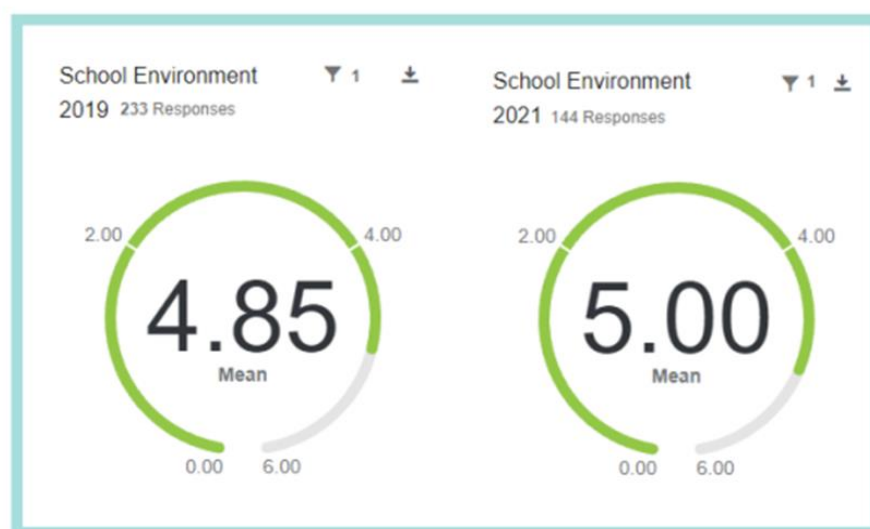 School Environment 1
2019 233 Responses
2.00 4.00
4.85
Mean
0.00 6.00
School Environment 1
2021 144 Responses
2.00 4.00
5.00
Mean
0.00 6.00